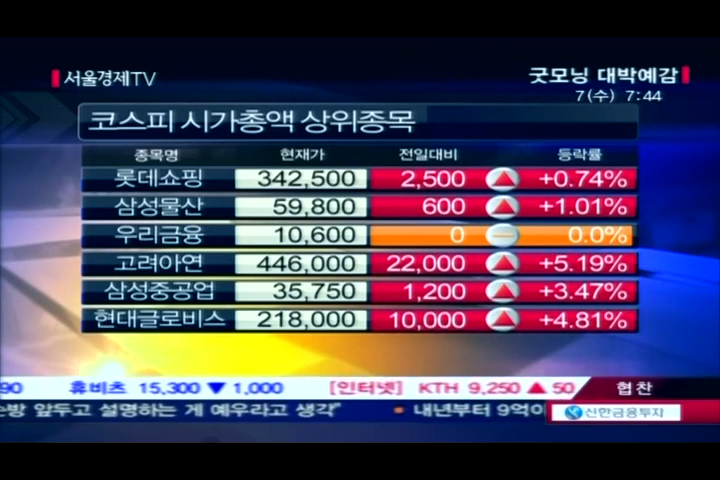 서울경제TV
굿모닝 대박예감
7(수) 7:44
코스피 시가총액 상위종목
종목명 현재가 전일대비 등락률
롯데쇼핑 342,500 2,500 +0.74%
삼성물산 59,800 600 +1.01%
우리금융 10,600 0 0.0%
고려아연 446,000 22,000 +5.19%
삼성중공업 35,750 1,200 +3.47%
현대글로비스 218,000 10,000 +4.81%
90 휴비츠 15,300 ▼ 1,000 [인터넷] KTH 9,250 ▲ 50 협찬
방 앞두고 설명하는 게 예우라고 생각" • 내년부터 9억이 신한금융투자